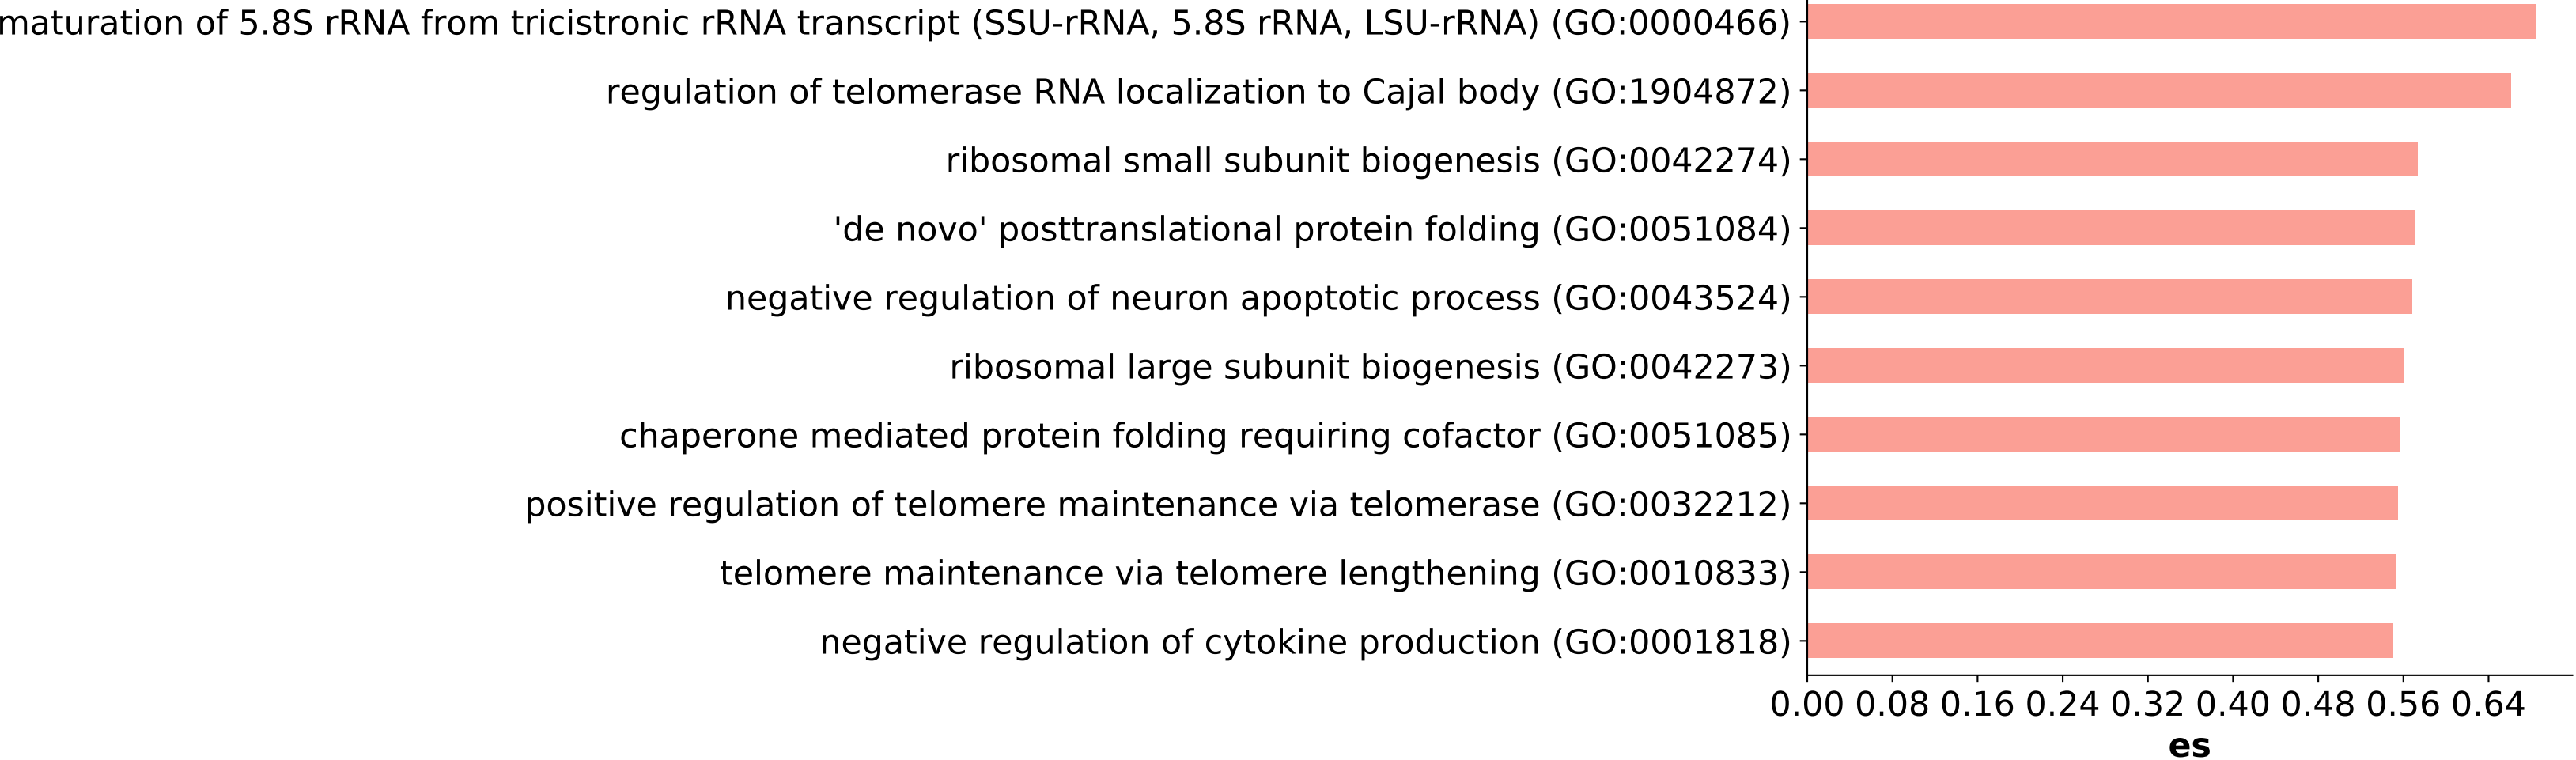 maturation of 5.8S rRNA from tricistronic rRNA transcript (SSU-rRNA, 5.8S rRNA, LSU-rRNA) (GO:0000466)
regulation of telomerase RNA localization to Cajal body (GO:1904872)
ribosomal small subunit biogenesis (GO:0042274)
'de novo' posttranslational protein folding (GO:0051084)
negative regulation of neuron apoptotic process (GO:0043524)
ribosomal large subunit biogenesis (GO:0042273)
chaperone mediated protein folding requiring cofactor (GO:0051085)
positive regulation of telomere maintenance via telomerase (GO:0032212)
telomere maintenance via telomere lengthening (GO:0010833)
negative regulation of cytokine production (GO:0001818)
0.00 0.08 0.16 0.24 0.32 0.40 0.48 0.56 0.64
es